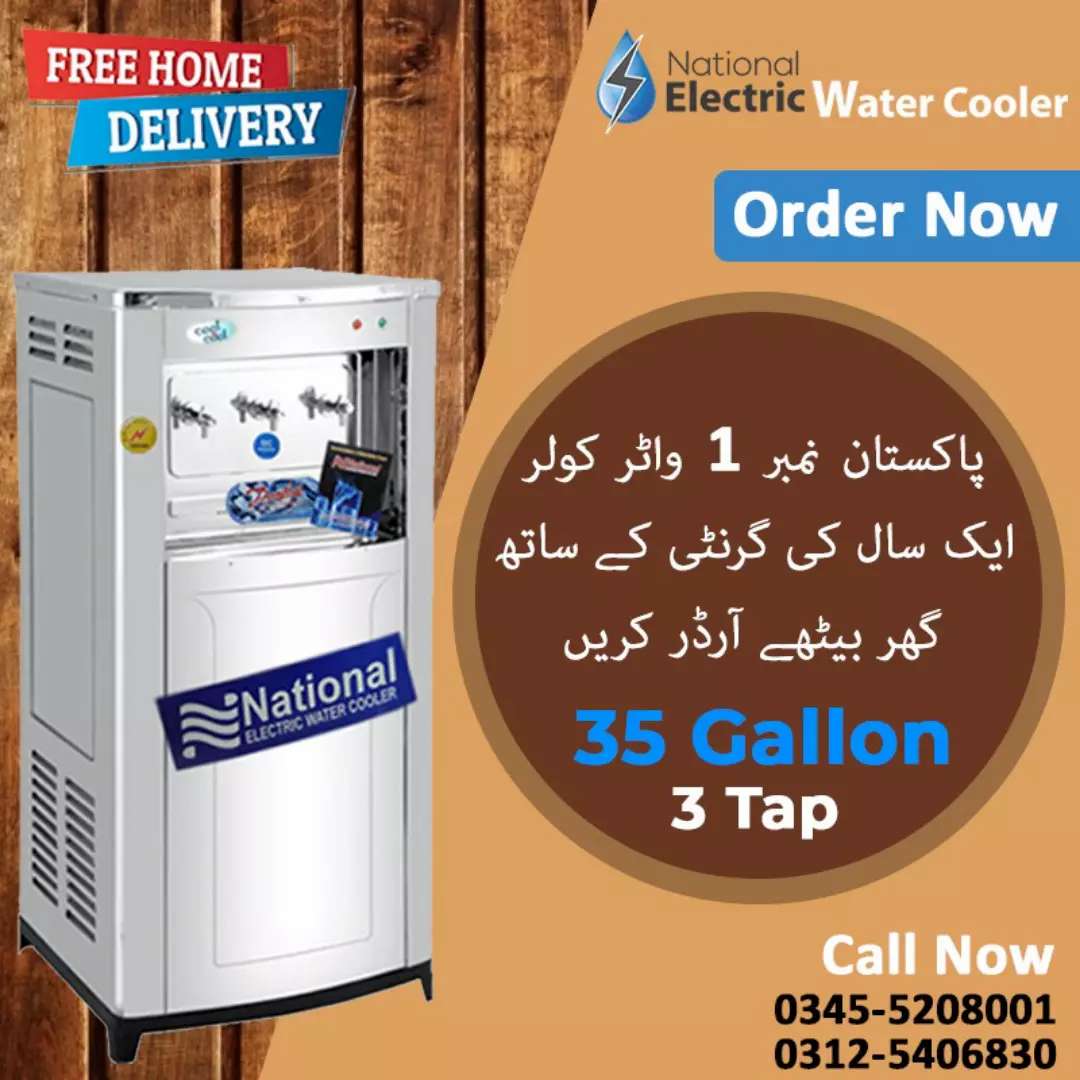 FREE HOME
DELIVERY
National
Electric Water Cooler
Order Now
cool
cool
پاکستان نمبر 1 واٹر کولر
ایک سال کی گرنٹی کے ساتھ
گھر بیٹھے آرڈر کریں
35 Gallon
3 Tap
National
ELECTRIC WATER COOLER
Call Now
0345-5208001
0312-5406830